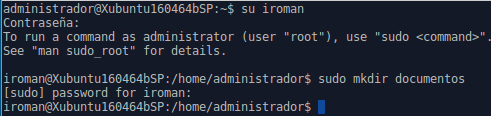 administrador@Xubuntu160464bSP:~$ su iroman
Contraseña:
To run a command as administrator (user "root"), use "sudo <command>".
See "man sudo_root" for details.
iroman@Xubuntu160464bSP:/home/administrador$ sudo mkdir documentos
[sudo] password for iroman:
iroman@Xubuntu160464bSP:/home/administrador$